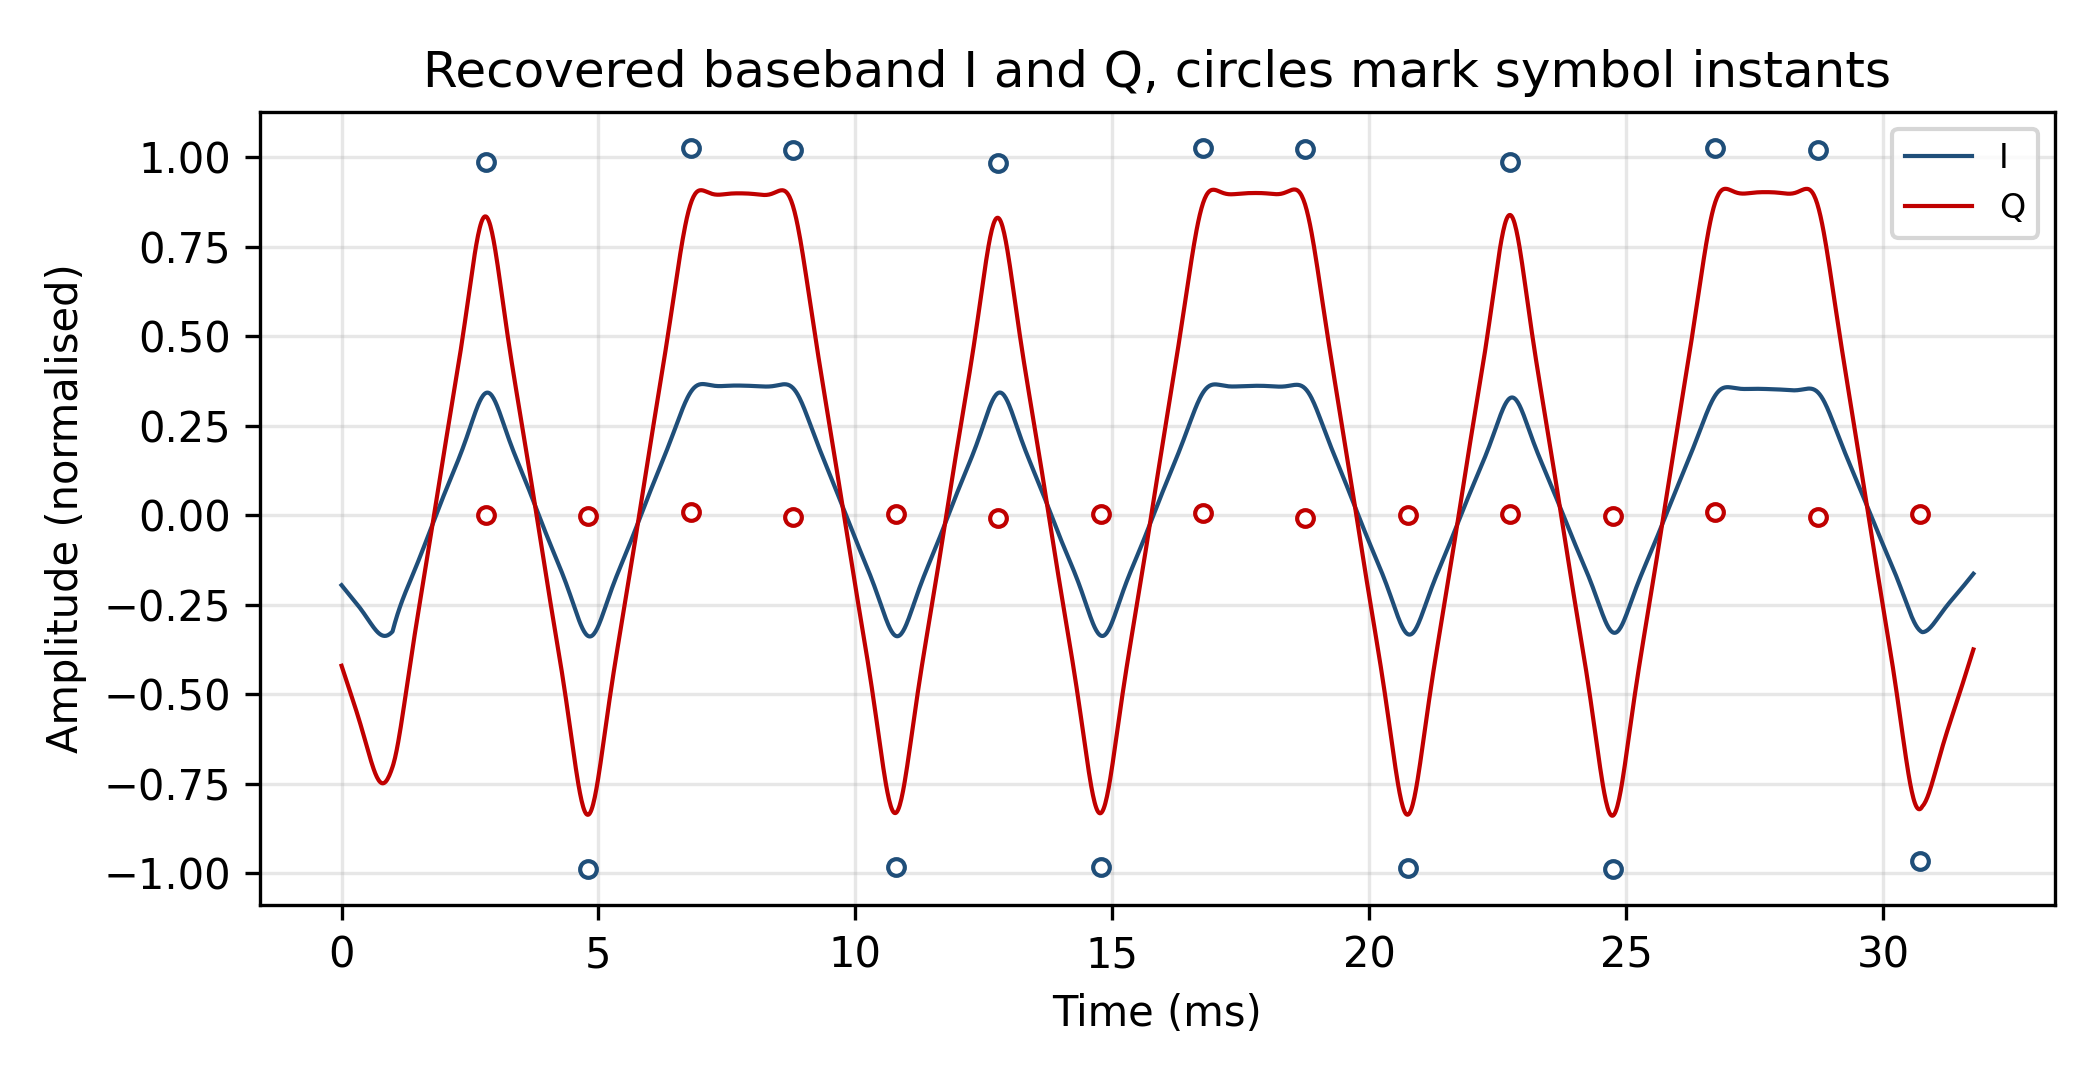 Recovered baseband I and Q, circles mark symbol instants
I
Q
1.00
0.75
0.50
0.25
0.00
−0.25
−0.50
−0.75
−1.00
Amplitude (normalised)
0 5 10 15 20 25 30
Time (ms)